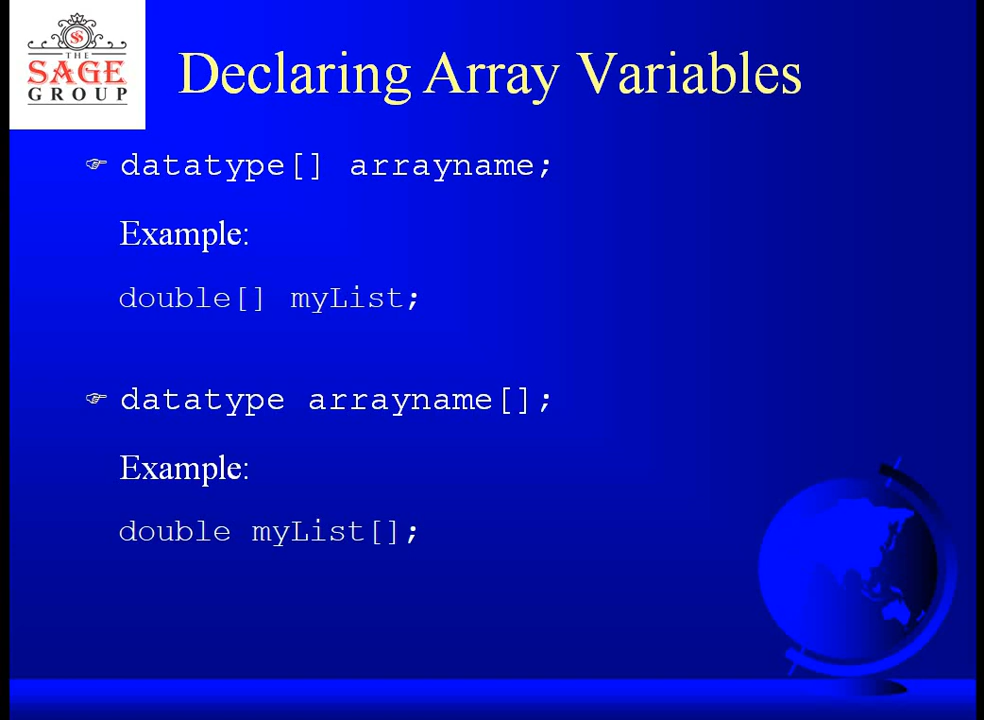 THE
SAGE
GROUP
Declaring Array Variables
datatype[] arrayname;
Example:
double[] myList;
datatype arrayname[];
Example:
double myList[];